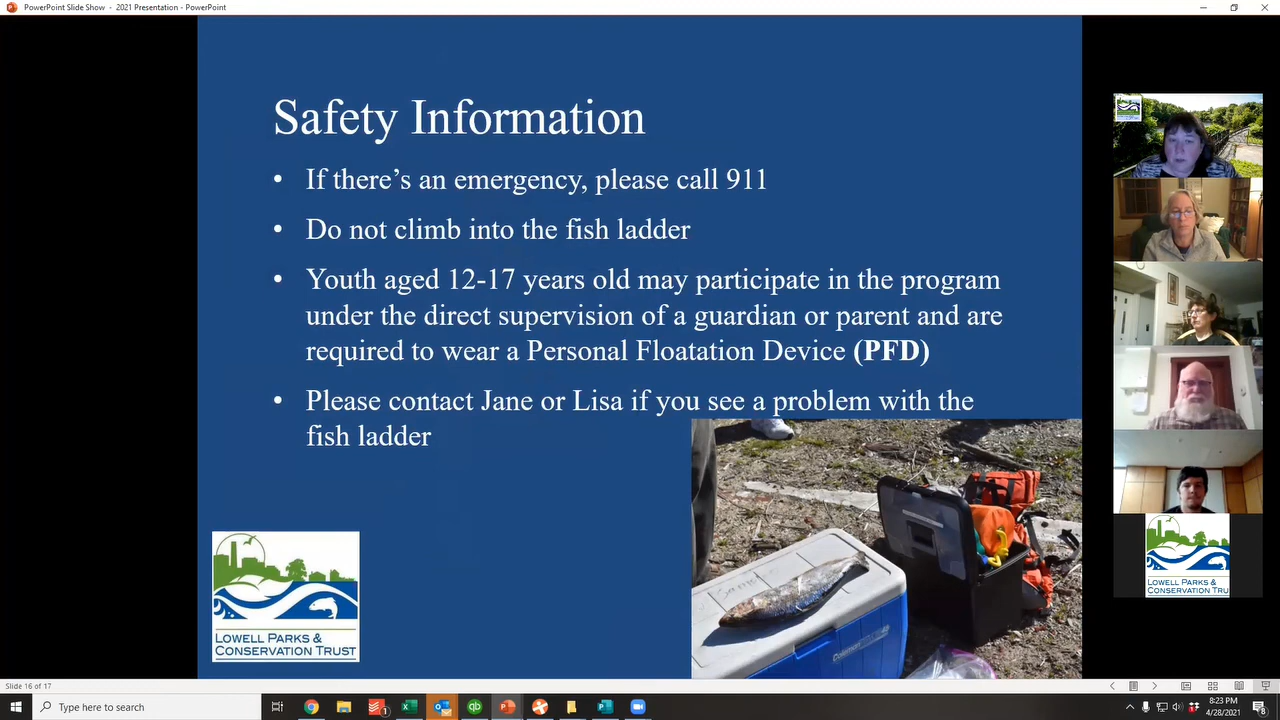 PowerPoint Slide Show - 2021 Presentation - PowerPoint
Safety Information
• If there’s an emergency, please call 911
• Do not climb into the fish ladder
• Youth aged 12-17 years old may participate in the program
under the direct supervision of a guardian or parent and are
required to wear a Personal Floatation Device (PFD)
• Please contact Jane or Lisa if you see a problem with the
fish ladder
Coleman
LOWELL PARKS &
CONSERVATION TRUST
LOWELL PARKS &
CONSERVATION TRU
Slide 16 of 17
Type here to search
1
8:23 PM
4/28/2021
8